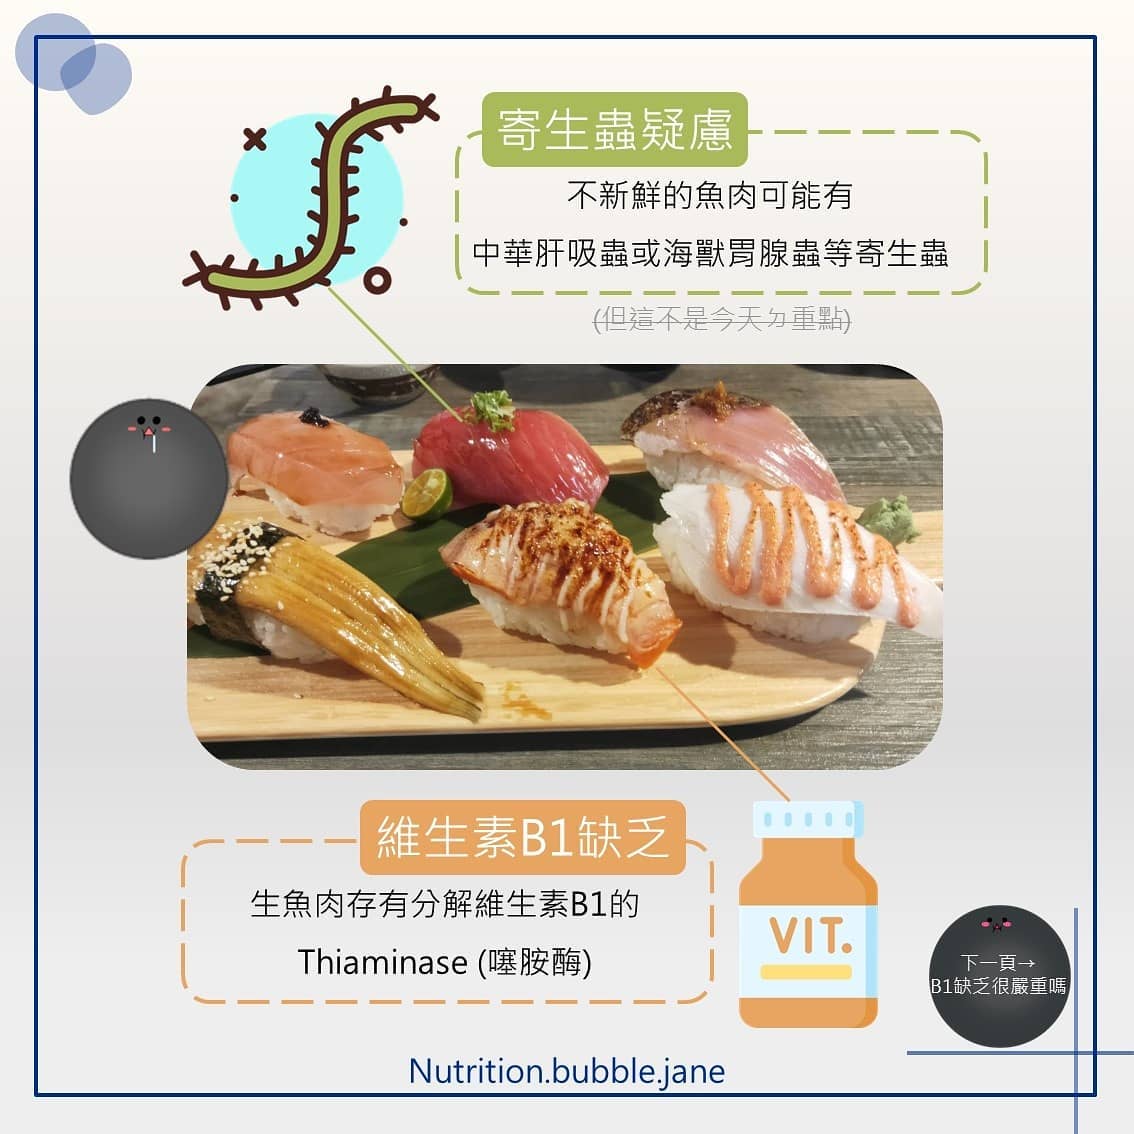 寄生蟲疑慮
不新鮮的魚肉可能有
中華肝吸蟲或海獸胃腺蟲等寄生蟲
(但這不是今天ㄉ重點)
維生素B1缺乏
生魚肉存有分解維生素B1的
Thiaminase (噻胺酶)
VIT.
下一頁→
B1缺乏很嚴重嗎
Nutrition.bubble.jane